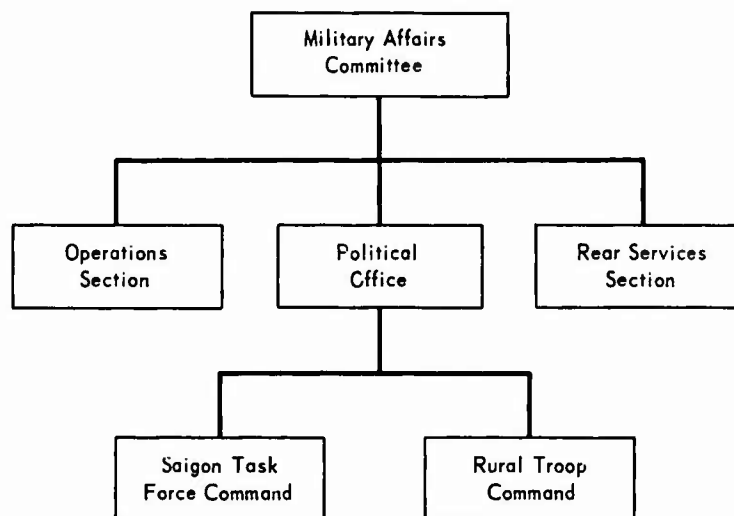 Military Affairs
Committee
Operations
Section
Political
Cffice
Rear Services
Section
Saigon Task
Force Command
Rural Troop
Command